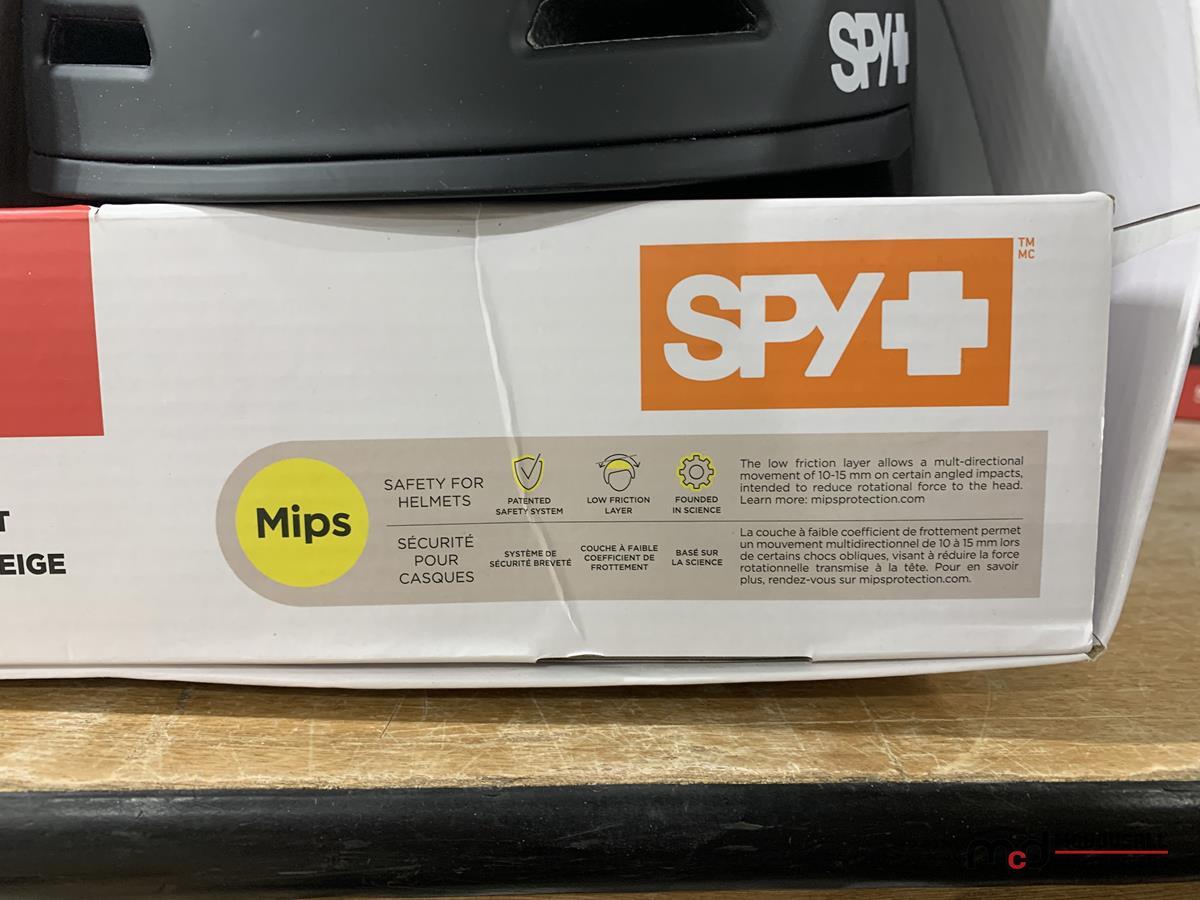 SPY+
SPY+
TM
MC
T
EIGE
Mips
SAFETY FOR
HELMETS
PATENTED
SAFETY SYSTEM
LOW FRICTION
LAYER
FOUNDED
IN SCIENCE
The low friction layer allows a mult-directional
movement of 10-15 mm on certain angled impacts,
intended to reduce rotational force to the head.
Learn more: mipsprotection.com
SÉCURITÉ
POUR
CASQUES
SYSTÈME DE
SÉCURITÉ BREVETÉ
COUCHE À FAIBLE
COEFFICIENT DE
FROTTEMENT
BASÉ SUR
LA SCIENCE
La couche à faible coefficient de frottement permet
un mouvement multidirectionnel de 10 à 15 mm lors
de certains chocs obliques, visant à réduire la force
rotationnelle transmise à la tête. Pour en savoir
plus, rendez-vous sur mipsprotection.com.